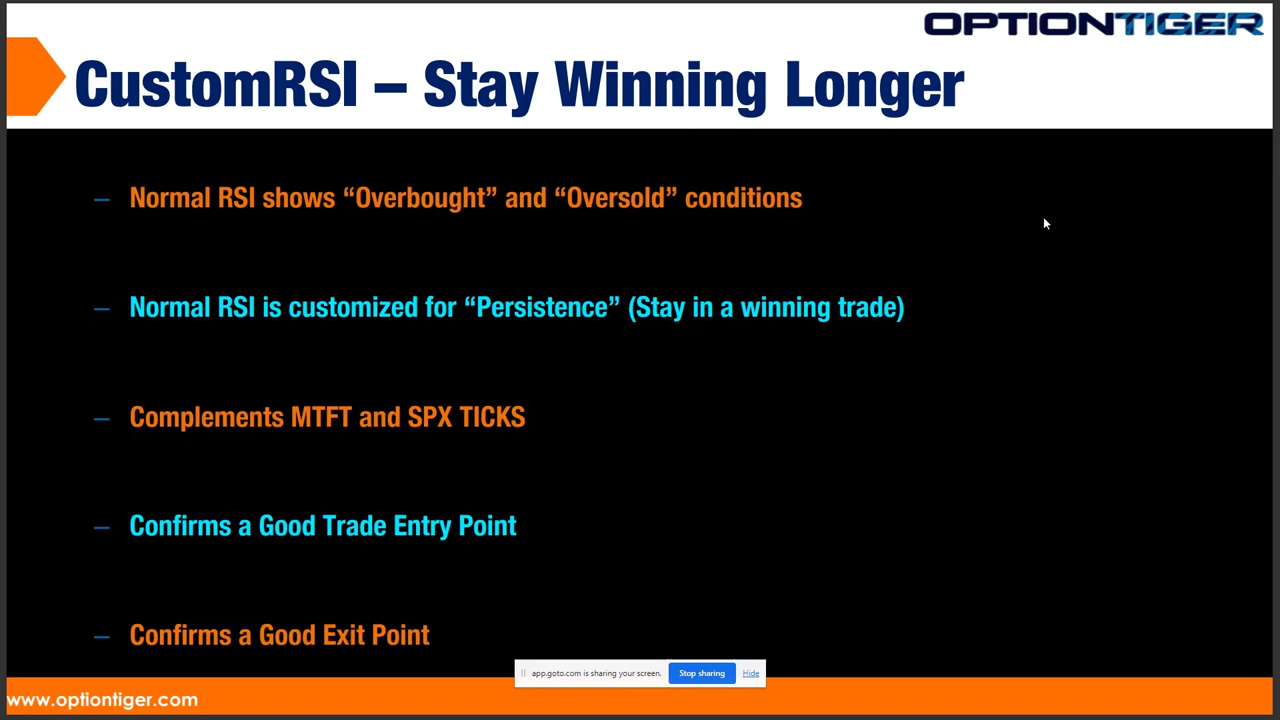 OPTIONTIGER
CustomRSI – Stay Winning Longer
– Normal RSI shows “Overbought” and “Oversold” conditions
– Normal RSI is customized for “Persistence” (Stay in a winning trade)
– Complements MTFT and SPX TICKS
– Confirms a Good Trade Entry Point
– Confirms a Good Exit Point
app.goto.com is sharing your screen. Stop sharing Hide
www.optiontiger.com